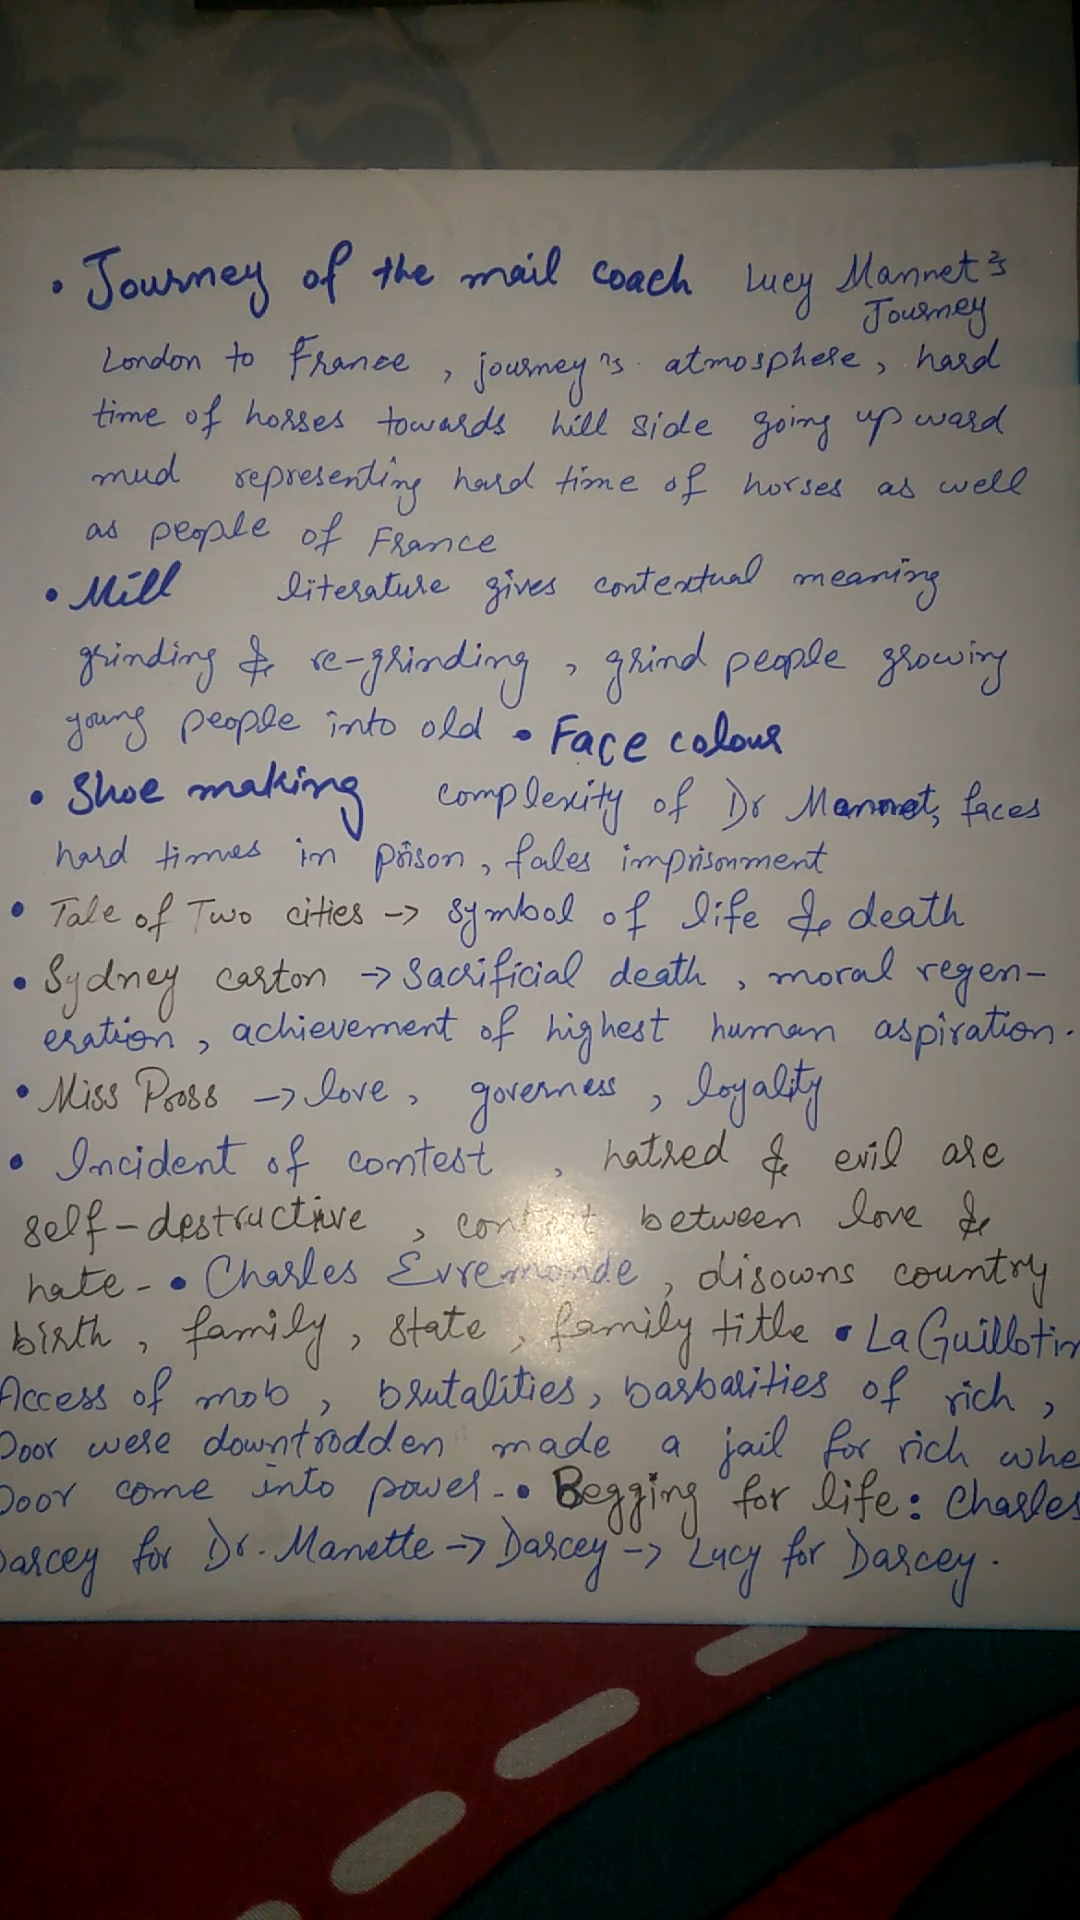 • Journey of the mail coach Lucy Mannet's
Journey
London to France, journey's atmosphere, hard
time of horses towards hill side going upward
mud representing hard time of horses as well
as people of France
• Mill literature gives contextual meaning
grinding & re-grinding, grind people growing
young people into old • Face colour
• Shoe making complexity of Dr Mannet, faces
hard times in prison, fales imprisonment
• Tale of Two cities -> symbol of life & death
• Sydney carton -> Sacrificial death, moral regen-
eration, achievement of highest human aspiration.
• Miss Pross -> love, governess, loyality
• Incident of contest, hatred & evil are
self-destructive, contest between love &
hate- • Charles Evremonde, disowns country
birth, family, state, family title • La Guillotin
Access of mob, brutalities, barbarities of rich,
Poor were downtrodden made a jail for rich whe
Poor come into power-. • Begging for life: Charles
Darcey for Dr. Manette -> Darcey -> Lucy for Darcey.